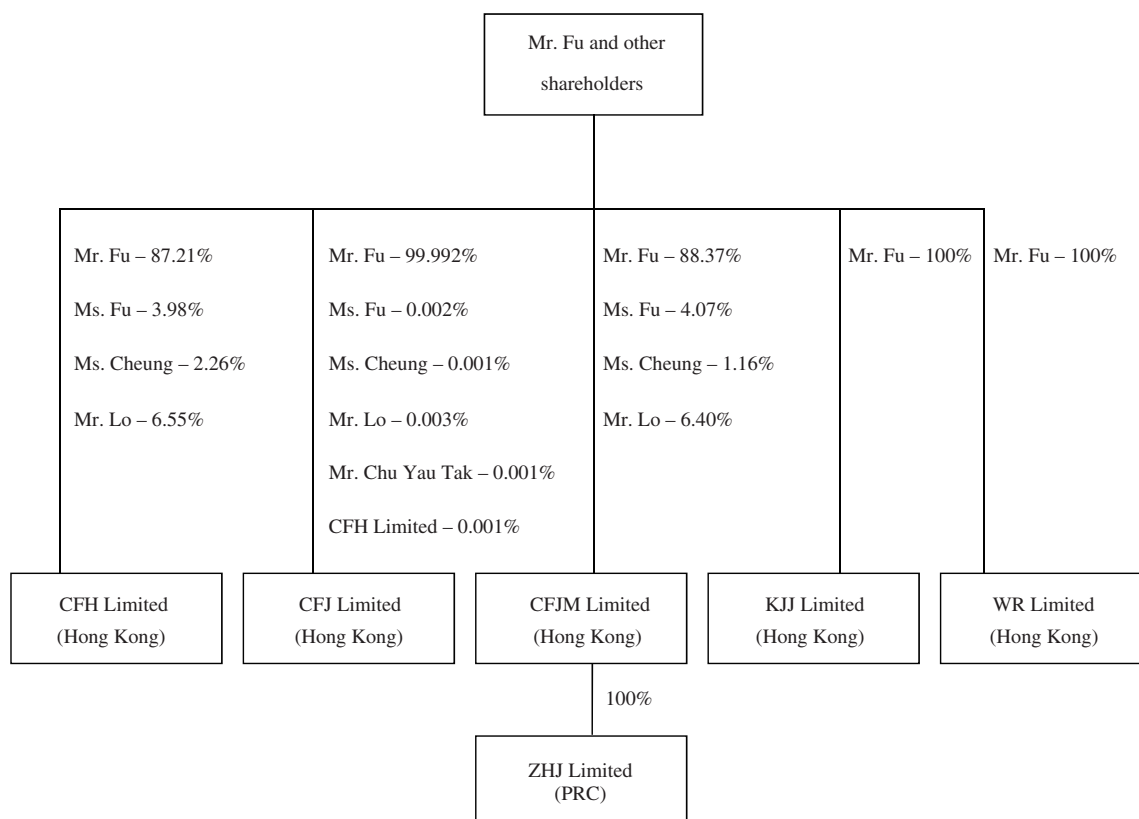 Mr. Fu and other
shareholders
Mr. Fu – 87.21%
Ms. Fu – 3.98%
Ms. Cheung – 2.26%
Mr. Lo – 6.55%
Mr. Fu – 99.992%
Ms. Fu – 0.002%
Ms. Cheung – 0.001%
Mr. Lo – 0.003%
Mr. Chu Yau Tak – 0.001%
CFH Limited – 0.001%
Mr. Fu – 88.37%
Ms. Fu – 4.07%
Ms. Cheung – 1.16%
Mr. Lo – 6.40%
Mr. Fu – 100%
Mr. Fu – 100%
CFH Limited
(Hong Kong)
CFJ Limited
(Hong Kong)
CFJM Limited
(Hong Kong)
KJJ Limited
(Hong Kong)
WR Limited
(Hong Kong)
100%
ZHJ Limited
(PRC)